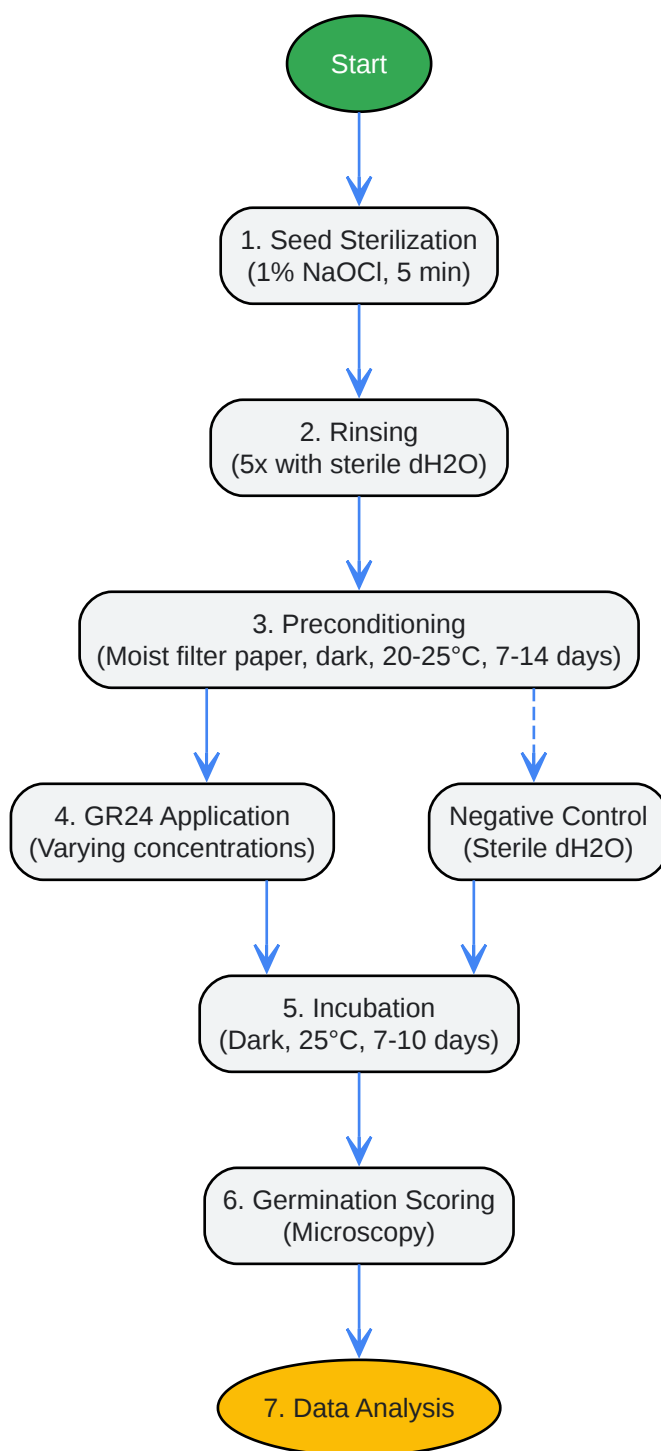 Start
1. Seed Sterilization
(1% NaOCl, 5 min)
2. Rinsing
(5x with sterile dH2O)
3. Preconditioning
(Moist filter paper, dark, 20-25°C, 7-14 days)
4. GR24 Application
(Varying concentrations)
Negative Control
(Sterile dH2O)
5. Incubation
(Dark, 25°C, 7-10 days)
6. Germination Scoring
(Microscopy)
7. Data Analysis